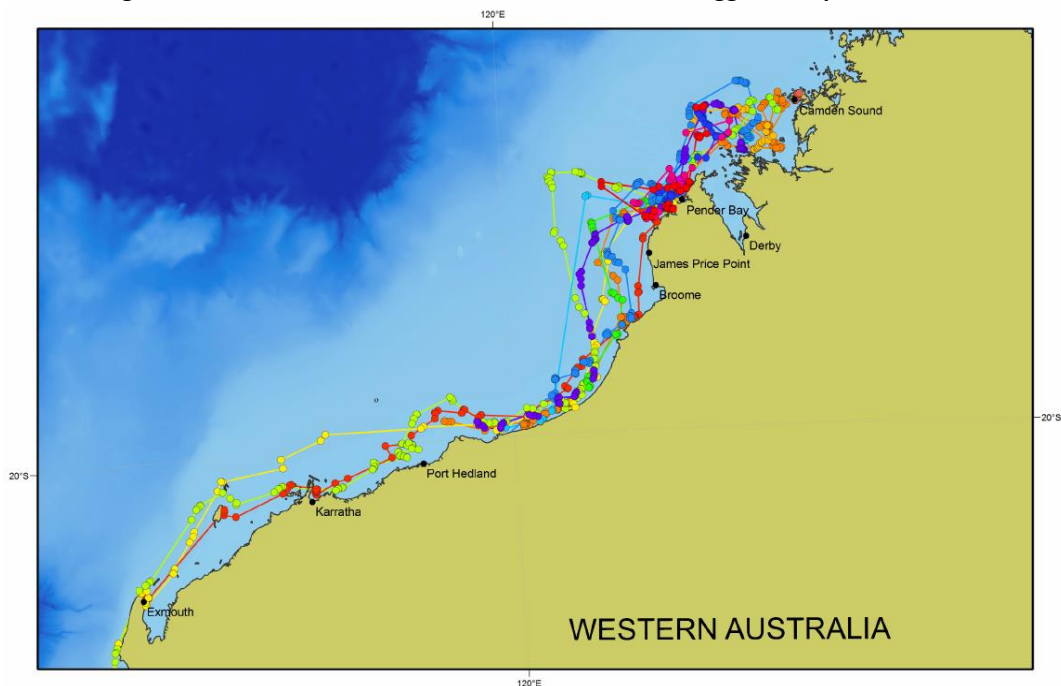 120°E
Camden Sound
Pender Bay
Derby
James Price Point
Broome
20°S
Port Hedland
20°S
Karratha
Exmouth
WESTERN AUSTRALIA
120°E